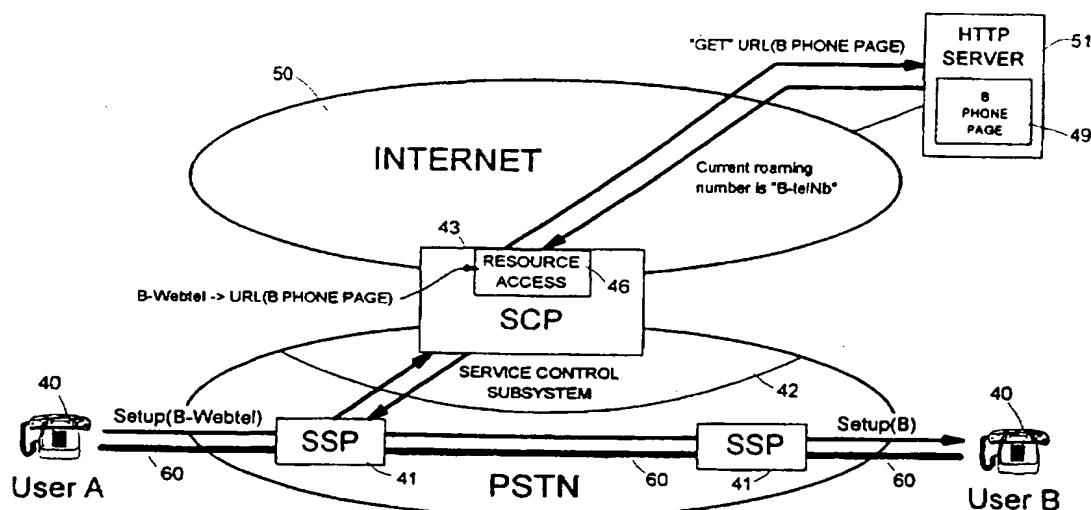 "GET" URL(B PHONE PAGE)
HTTP
SERVER
51
50
B
PHONE
PAGE
49
INTERNET
Current roaming
number is "B-telNb"
43
RESOURCE
ACCESS
46
B-Webtel -> URL(B PHONE PAGE)
SCP
SERVICE CONTROL
SUBSYSTEM
42
40
Setup(B-Webtel)
SSP
SSP
Setup(B)
40
60
41
60
41
60
User A
PSTN
User B